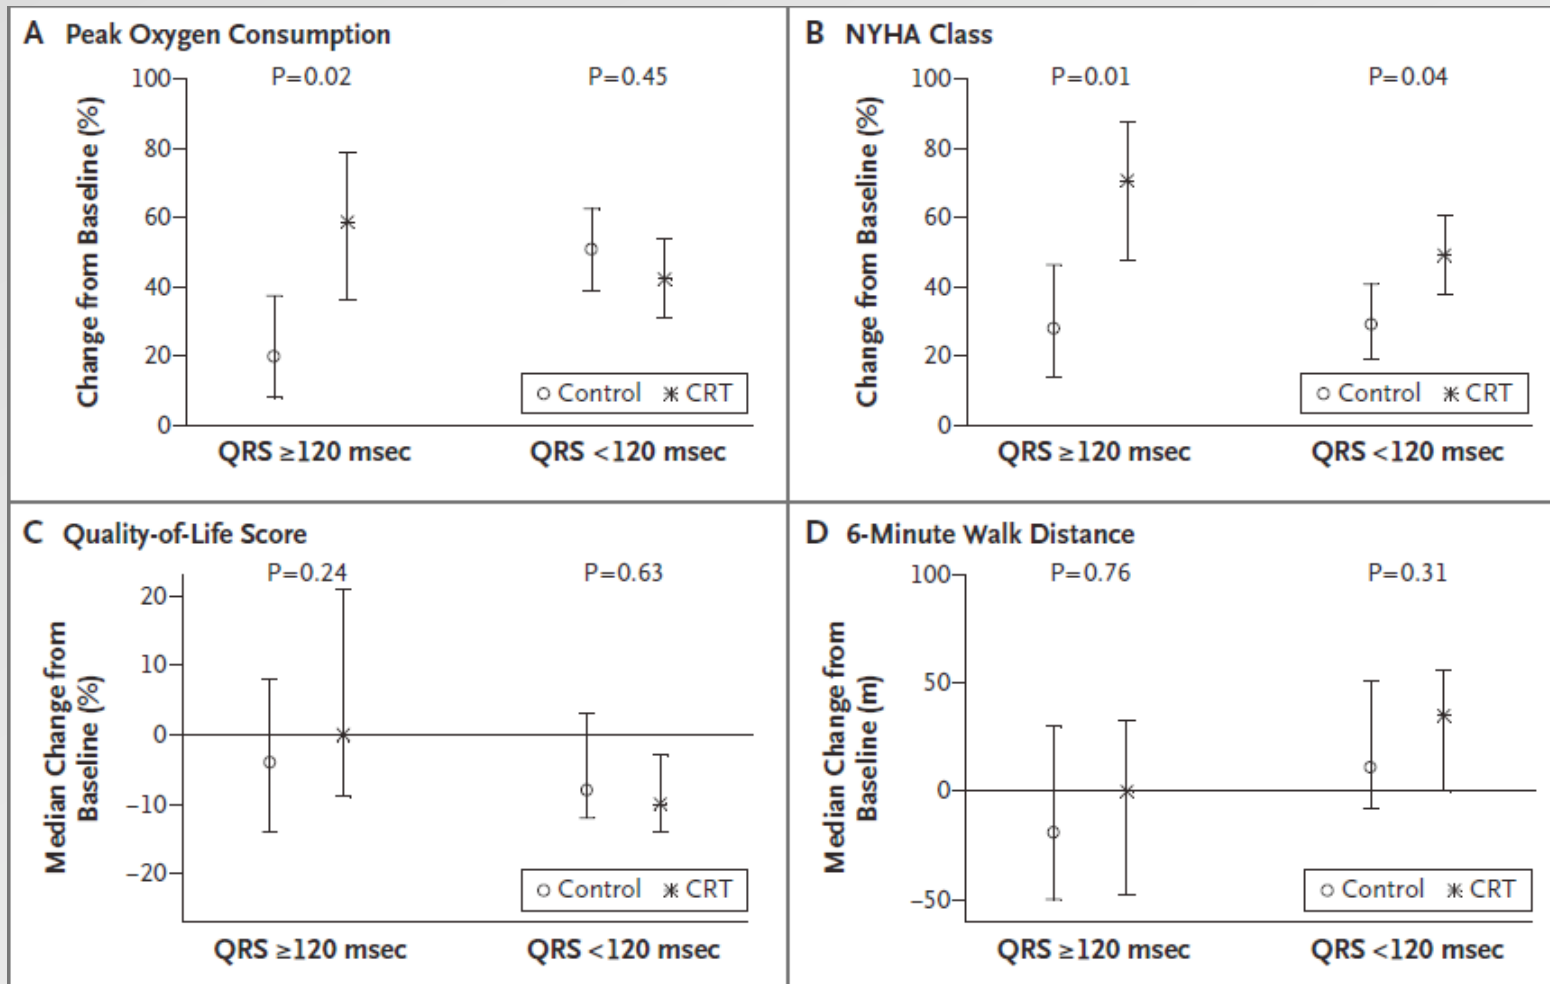 A Peak Oxygen Consumption
P=0.02 P=0.45
Change from Baseline (%)
100
80
60
40
20
0
Control CRT
QRS ≥120 msec QRS <120 msec
B NYHA Class
P=0.01 P=0.04
Change from Baseline (%)
100
80
60
40
20
0
Control CRT
QRS ≥120 msec QRS <120 msec
C Quality-of-Life Score
P=0.24 P=0.63
Median Change from
Baseline (%)
20
10
0
−10
−20
Control CRT
QRS ≥120 msec QRS <120 msec
D 6-Minute Walk Distance
P=0.76 P=0.31
Median Change from
Baseline (m)
100
50
0
−50
Control CRT
QRS ≥120 msec QRS <120 msec